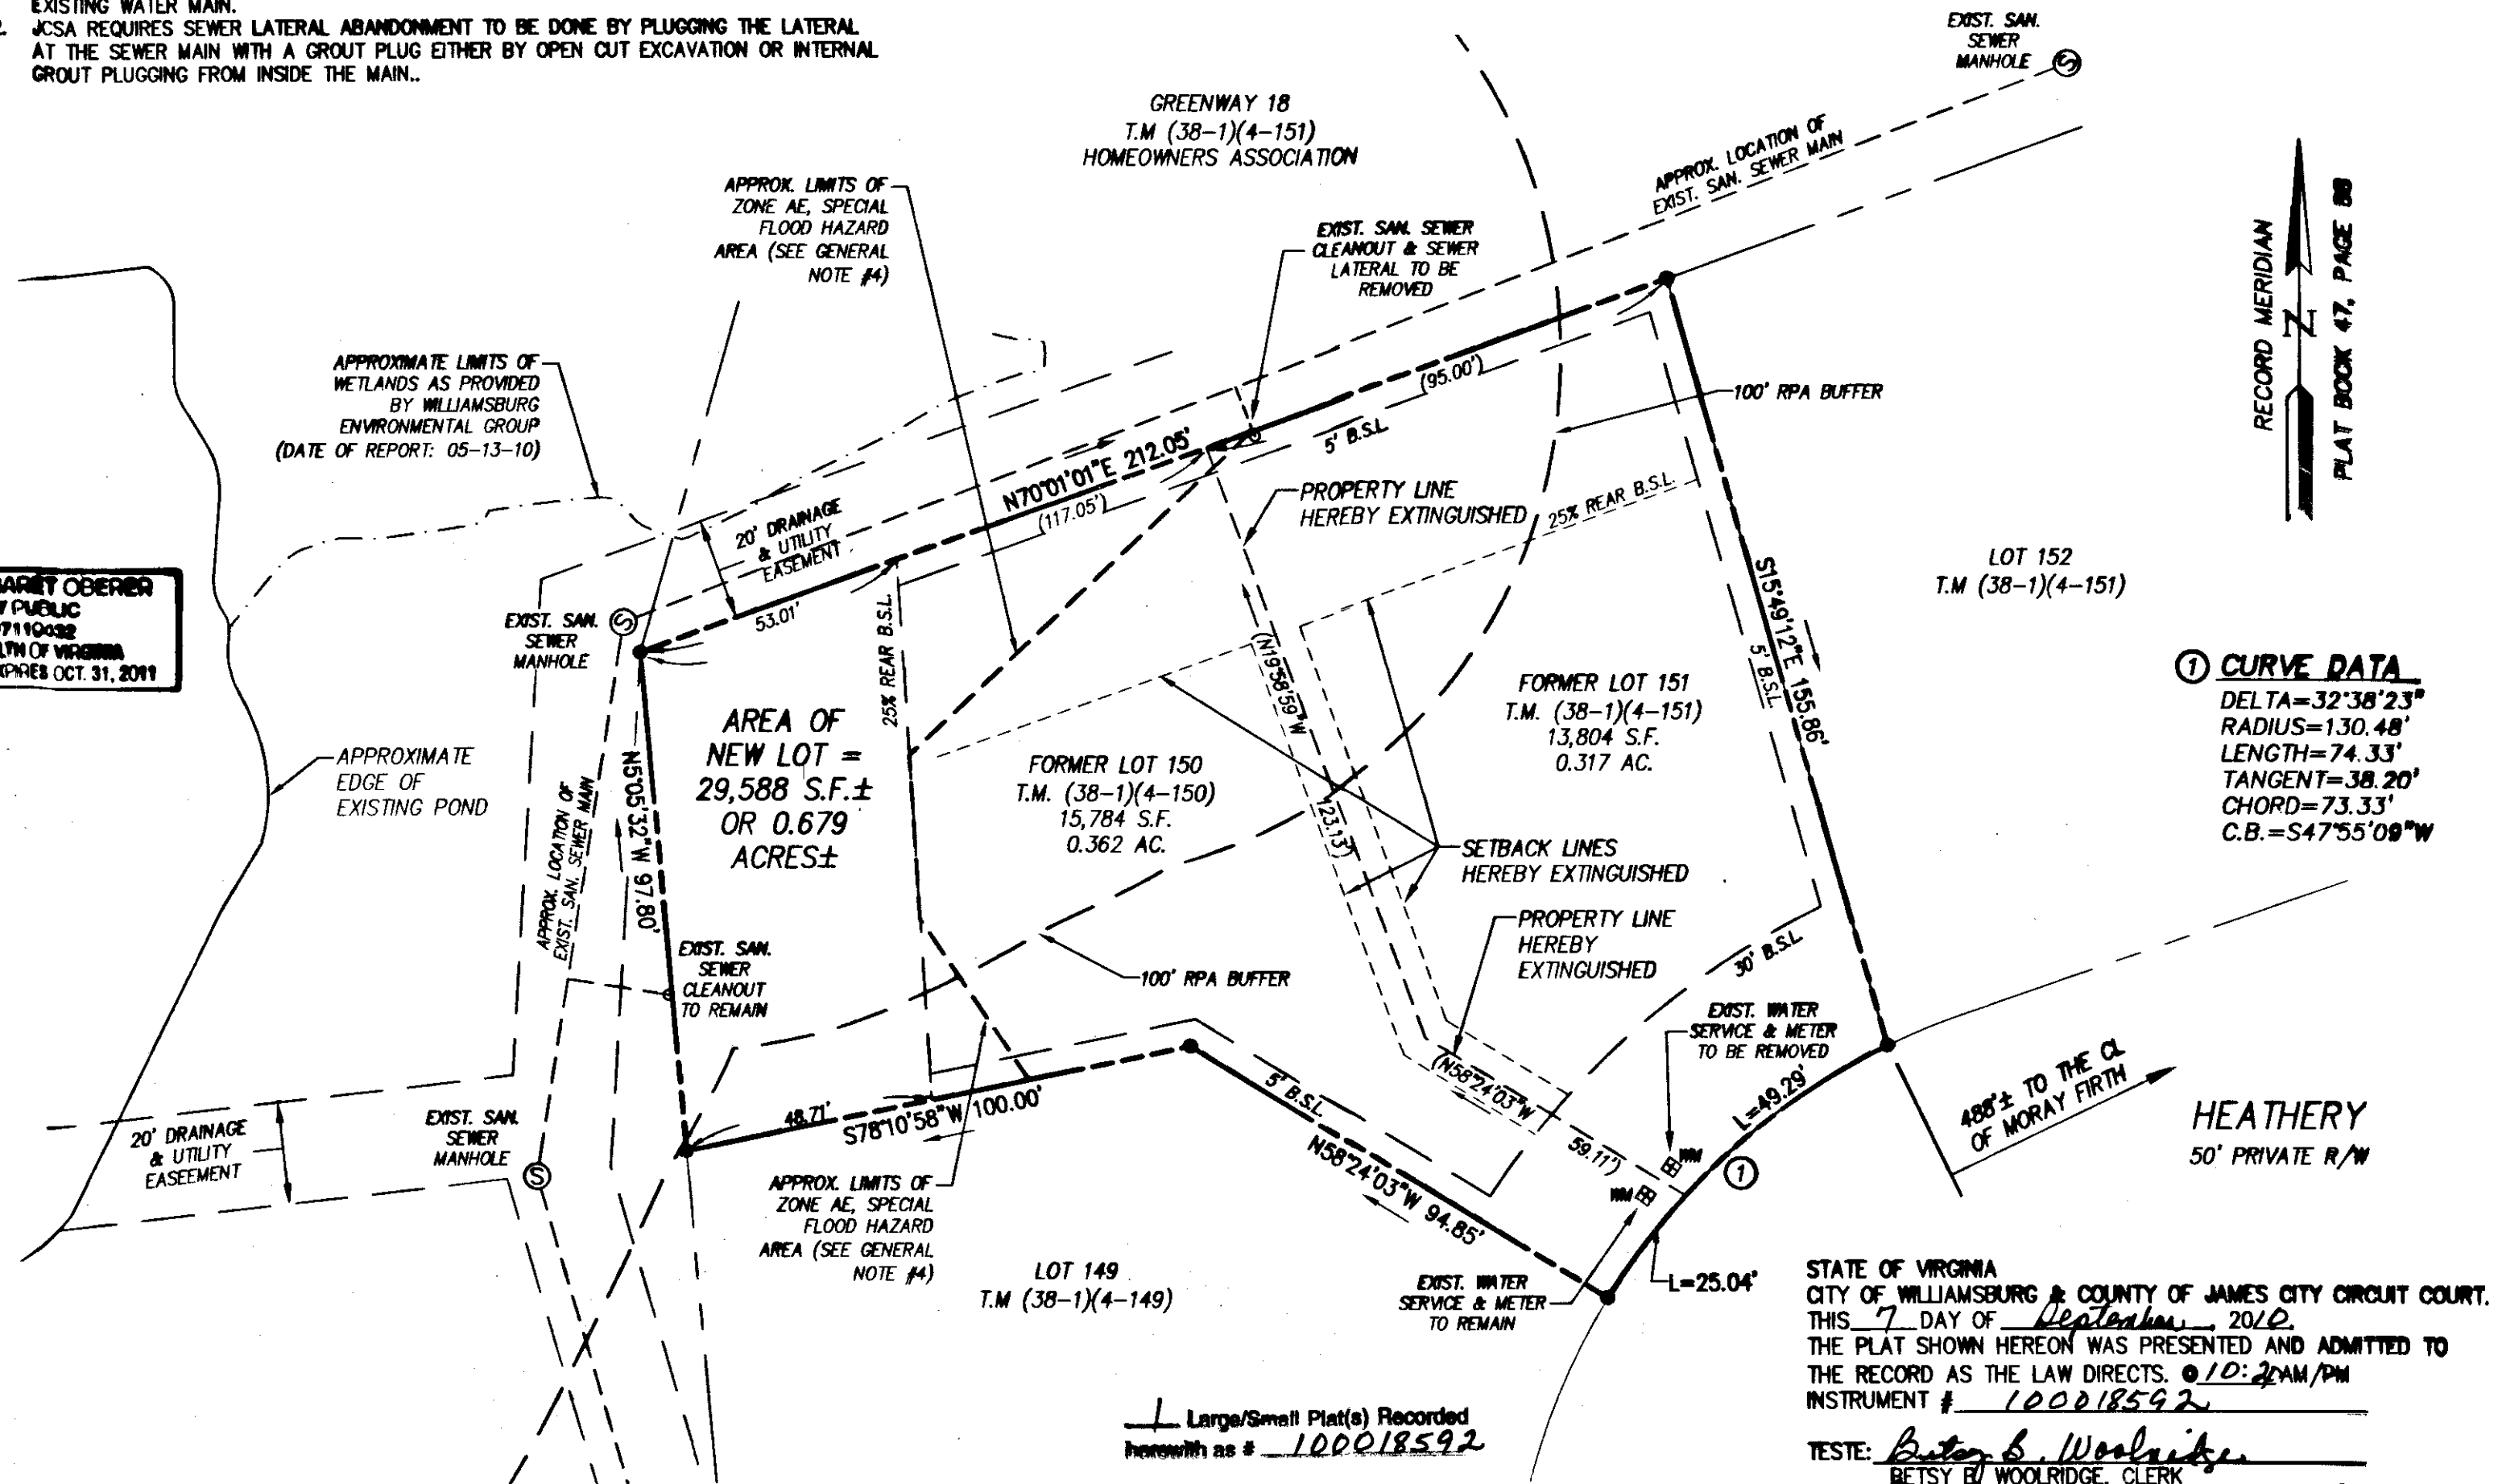 EXISTING WATER MAIN.
2. JCSA REQUIRES SEWER LATERAL ABANDONMENT TO BE DONE BY PLUGGING THE LATERAL
AT THE SEWER MAIN WITH A GROUT PLUG EITHER BY OPEN CUT EXCAVATION OR INTERNAL
GROUT PLUGGING FROM INSIDE THE MAIN..
EXIST. SAN.
SEWER
MANHOLE
S
GREENWAY 18
T.M (38-1)(4-151)
HOMEOWNERS ASSOCIATION
APPROX. LOCATION OF
EXIST. SAN. SEWER MAIN
APPROX. LIMITS OF
ZONE AE, SPECIAL
FLOOD HAZARD
AREA (SEE GENERAL
NOTE #4)
EXIST. SAN. SEWER
CLEANOUT & SEWER
LATERAL TO BE
REMOVED
RECORD MERIDIAN
N
PLAT BOOK 47, PAGE
APPROXIMATE LIMITS OF
WETLANDS AS PROVIDED
BY WILLIAMSBURG
ENVIRONMENTAL GROUP
(DATE OF REPORT: 05-13-10)
(95.00')
100' RPA BUFFER
5' B.S.L.
N70°01'01"E 212.05'
(117.05')
PROPERTY LINE
HEREBY EXTINGUISHED
25% REAR B.S.L.
20' DRAINAGE
& UTILITY
EASEMENT
53.01'
LOT 152
T.M (38-1)(4-151)
OBERER
PUBLIC
OF VIRGINIA
EXPIRES OCT. 31, 2011
EXIST. SAN.
SEWER
MANHOLE
S
25% REAR B.S.L.
(N19°58'59"W
123.13')
S15°49'12"E 155.86'
5' B.S.L
FORMER LOT 151
T.M. (38-1)(4-151)
13,804 S.F.
0.317 AC.
1 CURVE DATA
DELTA=32°38'23"
RADIUS=130.48'
LENGTH=74.33'
TANGENT=38.20'
CHORD=73.33'
C.B.=S47°55'09"W
AREA OF
NEW LOT =
29,588 S.F.±
OR 0.679
ACRES±
FORMER LOT 150
T.M. (38-1)(4-150)
15,784 S.F.
0.362 AC.
APPROXIMATE
EDGE OF
EXISTING POND
N5°05'32"W 97.80'
APPROX. LOCATION OF
EXIST. SAN. SEWER MAIN
SETBACK LINES
HEREBY EXTINGUISHED
PROPERTY LINE
HEREBY
EXTINGUISHED
30' B.S.L.
EXIST. SAN.
SEWER
CLEANOUT
TO REMAIN
100' RPA BUFFER
EXIST. WATER
SERVICE & METER
TO BE REMOVED
20' DRAINAGE
& UTILITY
EASEEMENT
EXIST. SAN.
SEWER
MANHOLE
S
48.71'
S78°10'58"W 100.00'
5' B.S.L.
N58°24'03"W 94.85'
(N58°24'03"W
59.11')
WM
WM
L=49.29'
1
488'± TO THE CL
OF MORAY FIRTH
HEATHERY
50' PRIVATE R/W
APPROX. LIMITS OF
ZONE AE, SPECIAL
FLOOD HAZARD
AREA (SEE GENERAL
NOTE #4)
LOT 149
T.M (38-1)(4-149)
EXIST. WATER
SERVICE & METER
TO REMAIN
L=25.04'
STATE OF VIRGINIA
CITY OF WILLIAMSBURG & COUNTY OF JAMES CITY CIRCUIT COURT.
THIS 7 DAY OF September, 2010.
THE PLAT SHOWN HEREON WAS PRESENTED AND ADMITTED TO
THE RECORD AS THE LAW DIRECTS. @ AM/PM
INSTRUMENT # 100018592
TESTE: Betsy B. Woolridge
BETSY B. WOOLRIDGE, CLERK
1 Large/Small Plat(s) Recorded
herewith as # 100018592